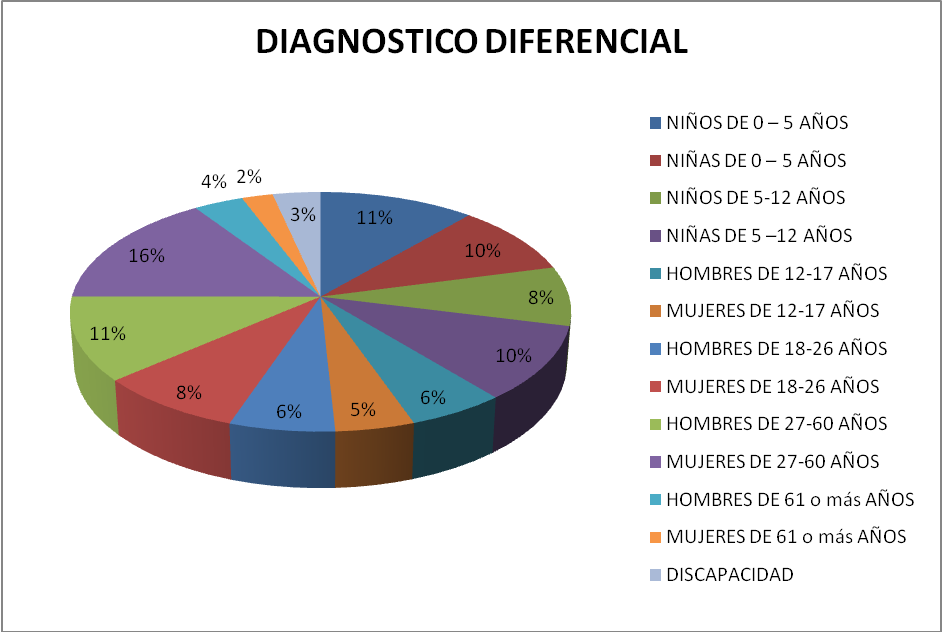 DIAGNOSTICO DIFERENCIAL
4%
2%
3%
11%
10%
8%
10%
6%
5%
6%
8%
11%
16%
NIÑOS DE 0 – 5 AÑOS
NIÑAS DE 0 – 5 AÑOS
NIÑOS DE 5-12 AÑOS
NIÑAS DE 5 –12 AÑOS
HOMBRES DE 12-17 AÑOS
MUJERES DE 12-17 AÑOS
HOMBRES DE 18-26 AÑOS
MUJERES DE 18-26 AÑOS
HOMBRES DE 27-60 AÑOS
MUJERES DE 27-60 AÑOS
HOMBRES DE 61 o más AÑOS
MUJERES DE 61 o más AÑOS
DISCAPACIDAD